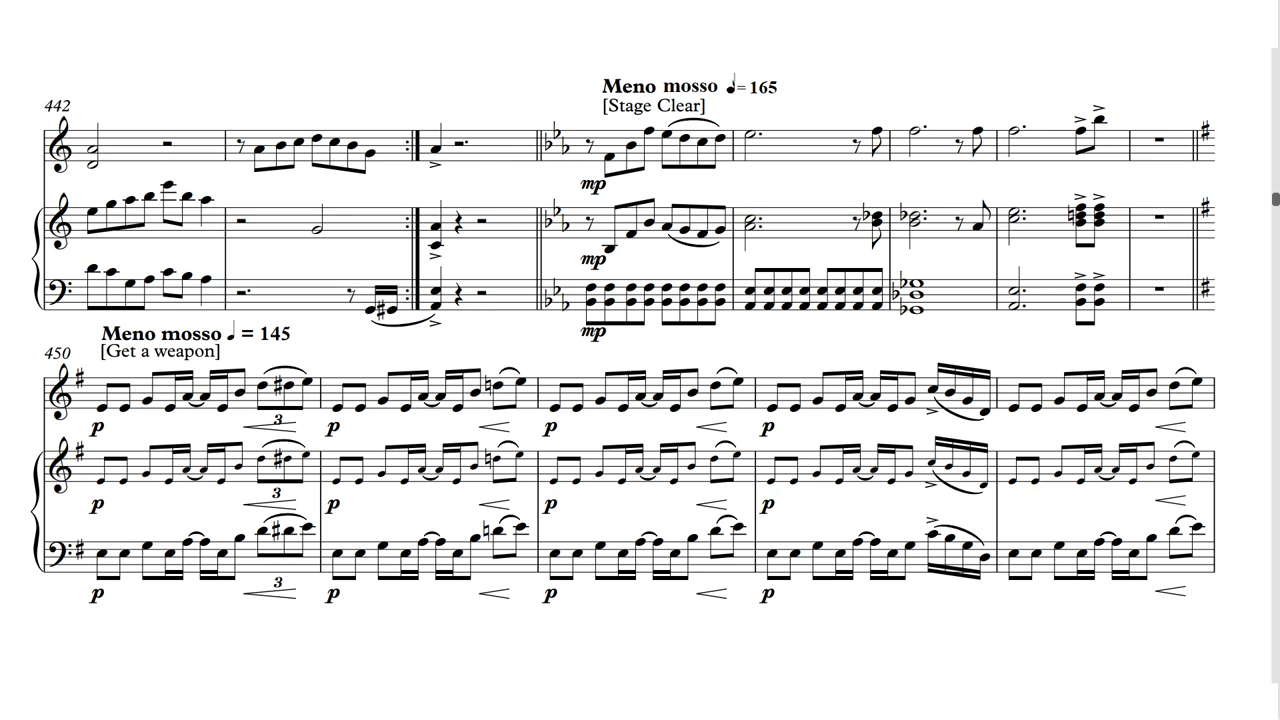 Meno mosso ♩= 165
442
[Stage Clear]
mp
mp
mp
Meno mosso ♩ = 145
450
[Get a weapon]
3
p p p p
3
p p p p
3
p p p p